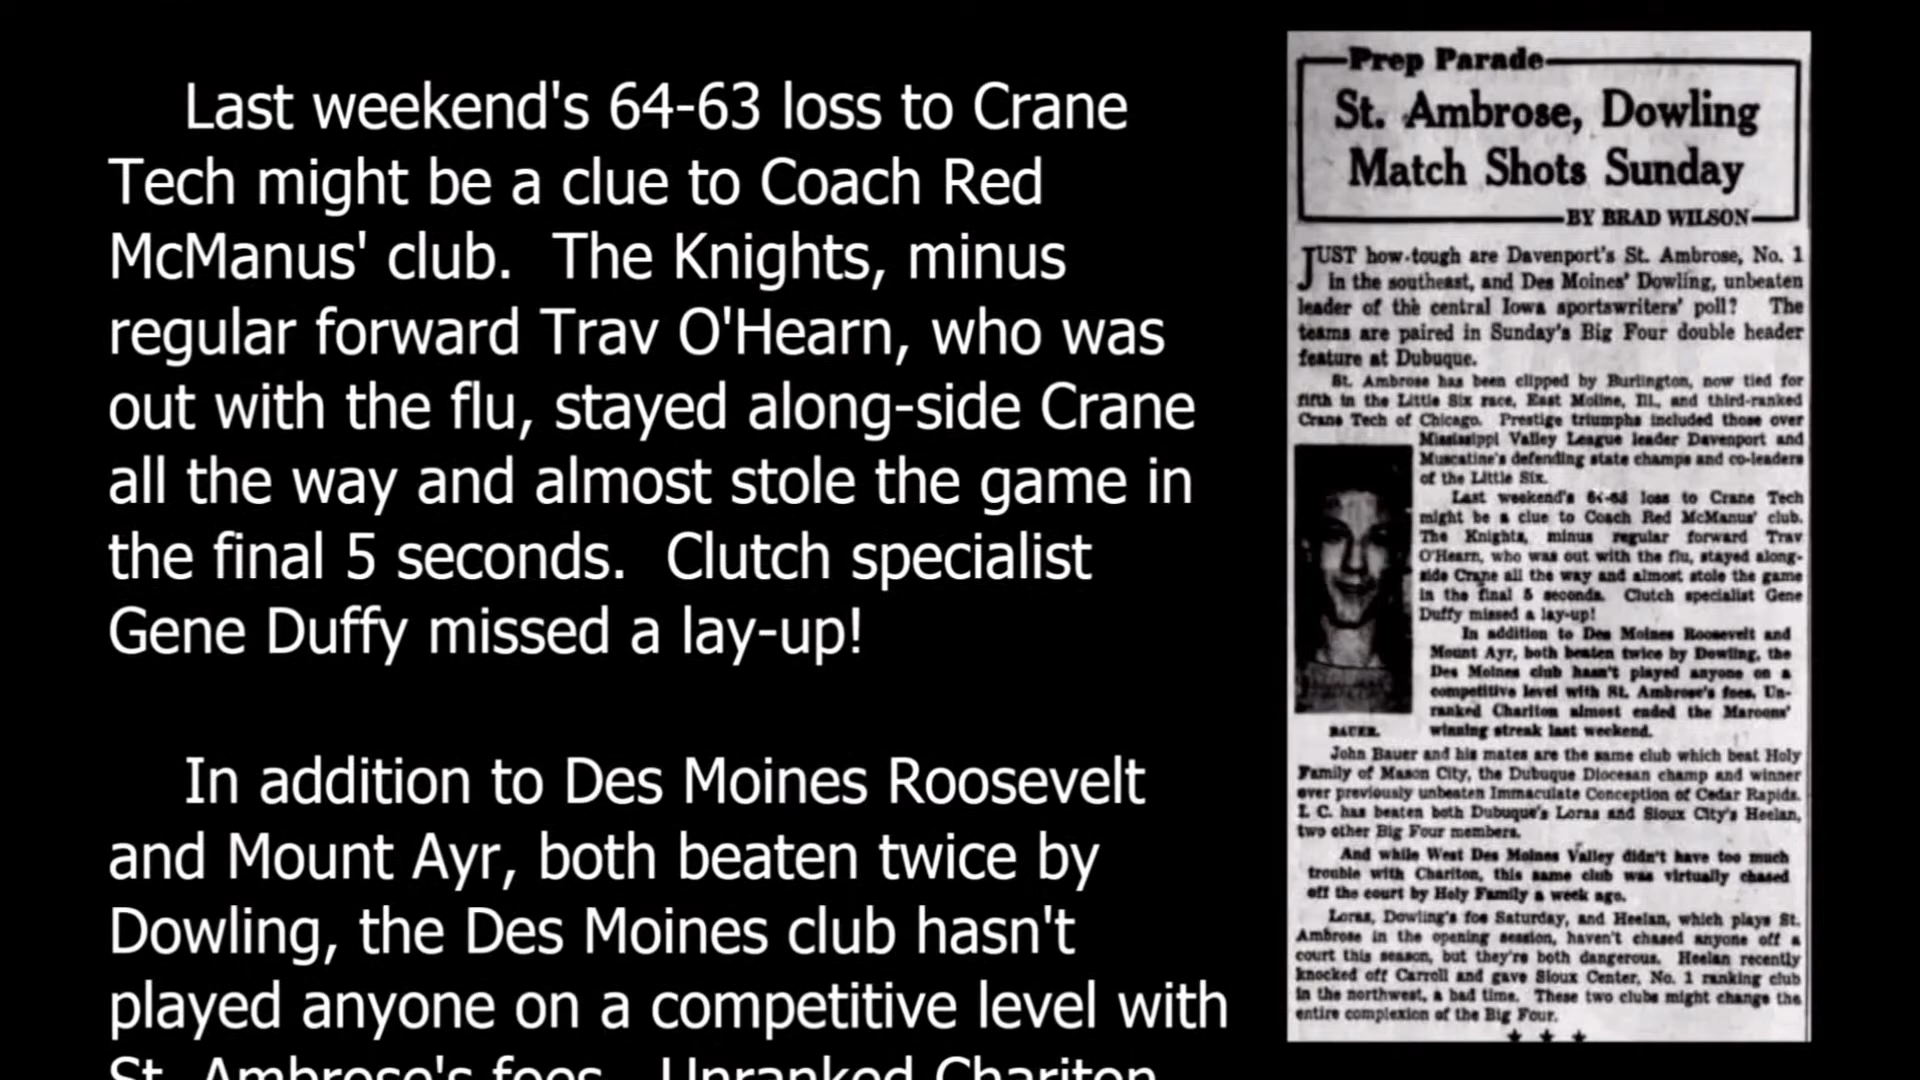 Last weekend's 64-63 loss to Crane
Tech might be a clue to Coach Red
McManus' club.  The Knights, minus
regular forward Trav O'Hearn, who was
out with the flu, stayed along-side Crane
all the way and almost stole the game in
the final 5 seconds.  Clutch specialist
Gene Duffy missed a lay-up!
In addition to Des Moines Roosevelt
and Mount Ayr, both beaten twice by
Dowling, the Des Moines club hasn't
played anyone on a competitive level with
St. Ambrose's foes.  Unranked Chariton
Prep Parade
St. Ambrose, Dowling
Match Shots Sunday
BY BRAD WILSON
JUST how tough are Davenport's St. Ambrose, No. 1
in the southeast, and Des Moines' Dowling, unbeaten
leader of the central Iowa sportswriters' poll? The
teams are paired in Sunday's Big Four double header
feature at Dubuque.
St. Ambrose has been clipped by Burlington, now tied for
fifth in the Little Six race, East Moline, Ill., and third-ranked
Crane Tech of Chicago. Prestige triumphs included those over
Mississippi Valley League leader Davenport and
Muscatine's defending state champs and co-leaders
of the Little Six.
Last weekend's 64-63 loss to Crane Tech
might be a clue to Coach Red McManus' club.
The Knights, minus regular forward Trav
O'Hearn, who was out with the flu, stayed along-
side Crane all the way and almost stole the game
in the final 5 seconds. Clutch specialist Gene
Duffy missed a lay-up!
In addition to Des Moines Roosevelt and
Mount Ayr, both beaten twice by Dowling, the
Des Moines club hasn't played anyone on a
competitive level with St. Ambrose's foes. Un-
ranked Chariton almost ended the Maroons'
winning streak last weekend.
BAUER.
John Bauer and his mates are the same club which beat Holy
Family of Mason City, the Dubuque Diocesan champ and winner
over previously unbeaten Immaculate Conception of Cedar Rapids.
I. C. has beaten both Dubuque's Loras and Sioux City's Heelan,
two other Big Four members.
And while West Des Moines Valley didn't have too much
trouble with Chariton, this same club was virtually chased
off the court by Holy Family a week ago.
Loras, Dowling's foe Saturday, and Heelan, which plays St.
Ambrose in the opening session, haven't chased anyone off a
court this season, but they're both dangerous. Heelan recently
knocked off Carroll and gave Sioux Center, No. 1 ranking club
in the northwest, a bad time. These two clubs might change the
entire complexion of the Big Four.